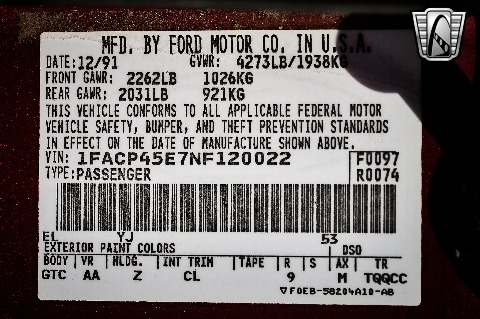 MFD. BY FORD MOTOR CO. IN U.S.A.
DATE: 12/91 GVWR: 4273LB/1938KG
FRONT GAWR: 2262LB 1026KG
REAR GAWR: 2031LB 921KG
THIS VEHICLE CONFORMS TO ALL APPLICABLE FEDERAL MOTOR
VEHICLE SAFETY, BUMPER, AND THEFT PREVENTION STANDARDS
IN EFFECT ON THE DATE OF MANUFACTURE SHOWN ABOVE.
VIN: 1FACP45E7NF120022 F0097
TYPE: PASSENGER R0074
EL YJ 53
EXTERIOR PAINT COLORS DSO
BODY VR MLDG. INT TRIM TAPE R S AX TR
GTC AA Z CL 9 M TQQCC
▽F0EB-58204A10-AB